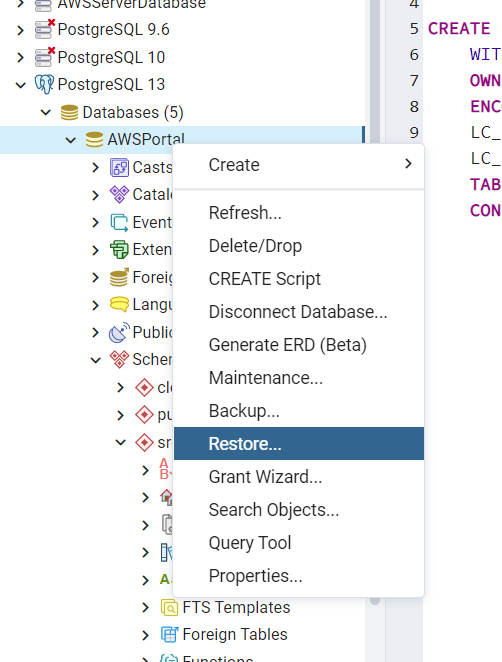 AWSServerDatabase
PostgreSQL 9.6
PostgreSQL 10
PostgreSQL 13
Databases (5)
AWSPortal
Casts
Catal
Event
Exten
Foreig
Langu
Public
Schem
cl
pu
sr
FTS Templates
Foreign Tables
Functions
Create
Refresh...
Delete/Drop
CREATE Script
Disconnect Database...
Generate ERD (Beta)
Maintenance...
Backup...
Restore...
Grant Wizard...
Search Objects...
Query Tool
Properties...
4
5 CREATE
6 WIT
7 OWN
8 ENC
9 LC_
LC_
TAB
CON